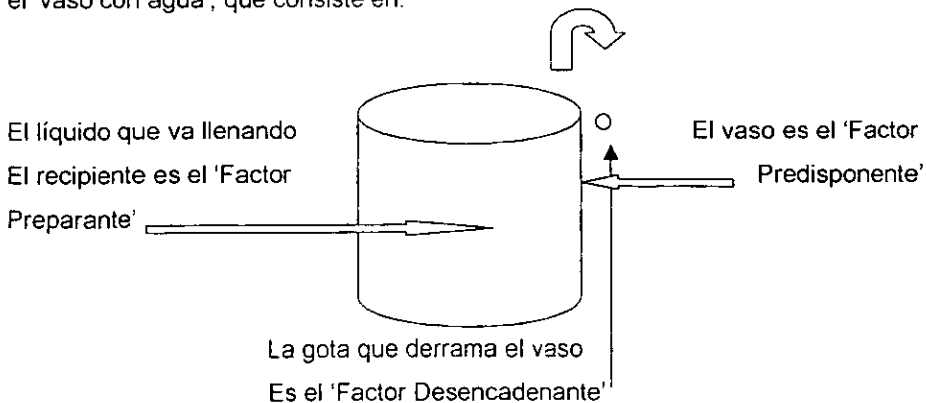 el 'vaso con agua', que consiste en:
El líquido que va llenando
El recipiente es el 'Factor
Preparante'
El vaso es el 'Factor
Predisponente'
La gota que derrama el vaso
Es el 'Factor Desencadenante'